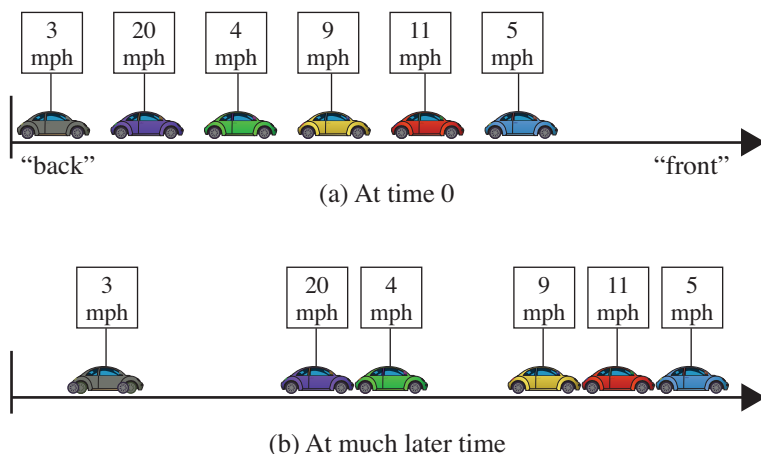 3 mph
20 mph
4 mph
9 mph
11 mph
5 mph
“back”
“front”
(a) At time 0
3 mph
20 mph
4 mph
9 mph
11 mph
5 mph
(b) At much later time